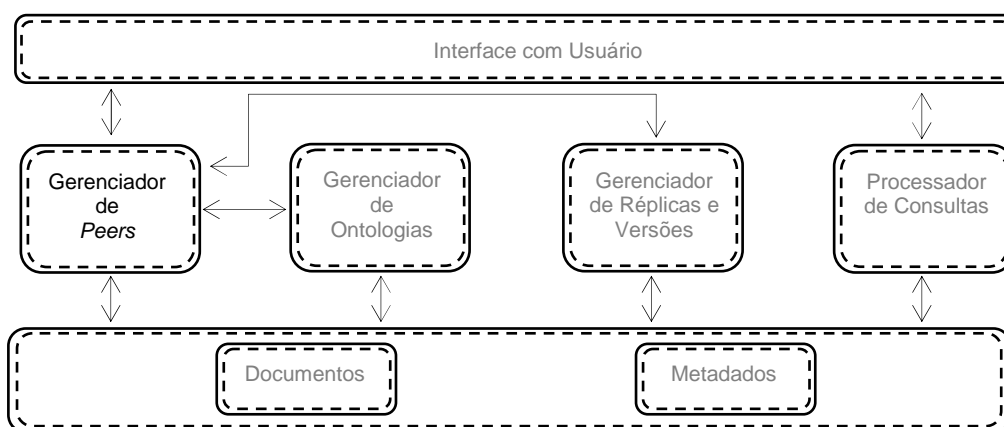 Interface com Usuário
Gerenciador
de
Peers
Gerenciador
de
Ontologias
Gerenciador
de Réplicas e
Versões
Processador
de Consultas
Documentos
Metadados